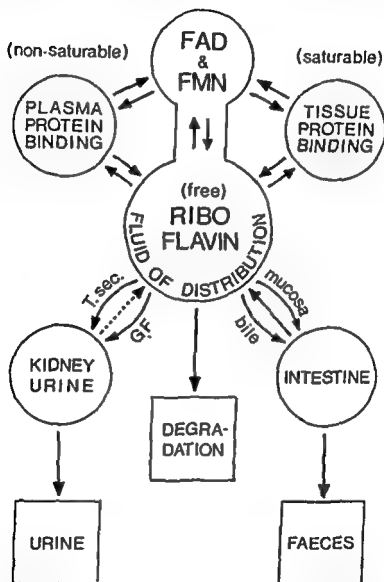 (non-saturable)
FAD
&
FMN
(saturable)
PLASMA
PROTEIN
BINDING
TISSUE
PROTEIN
BINDING
(free)
RIBO
FLAVIN
FLUID OF DISTRIBUTION
T.sec.
G.F.
bile
mucosa
KIDNEY
URINE
INTESTINE
DEGRA-
DATION
URINE
FAECES